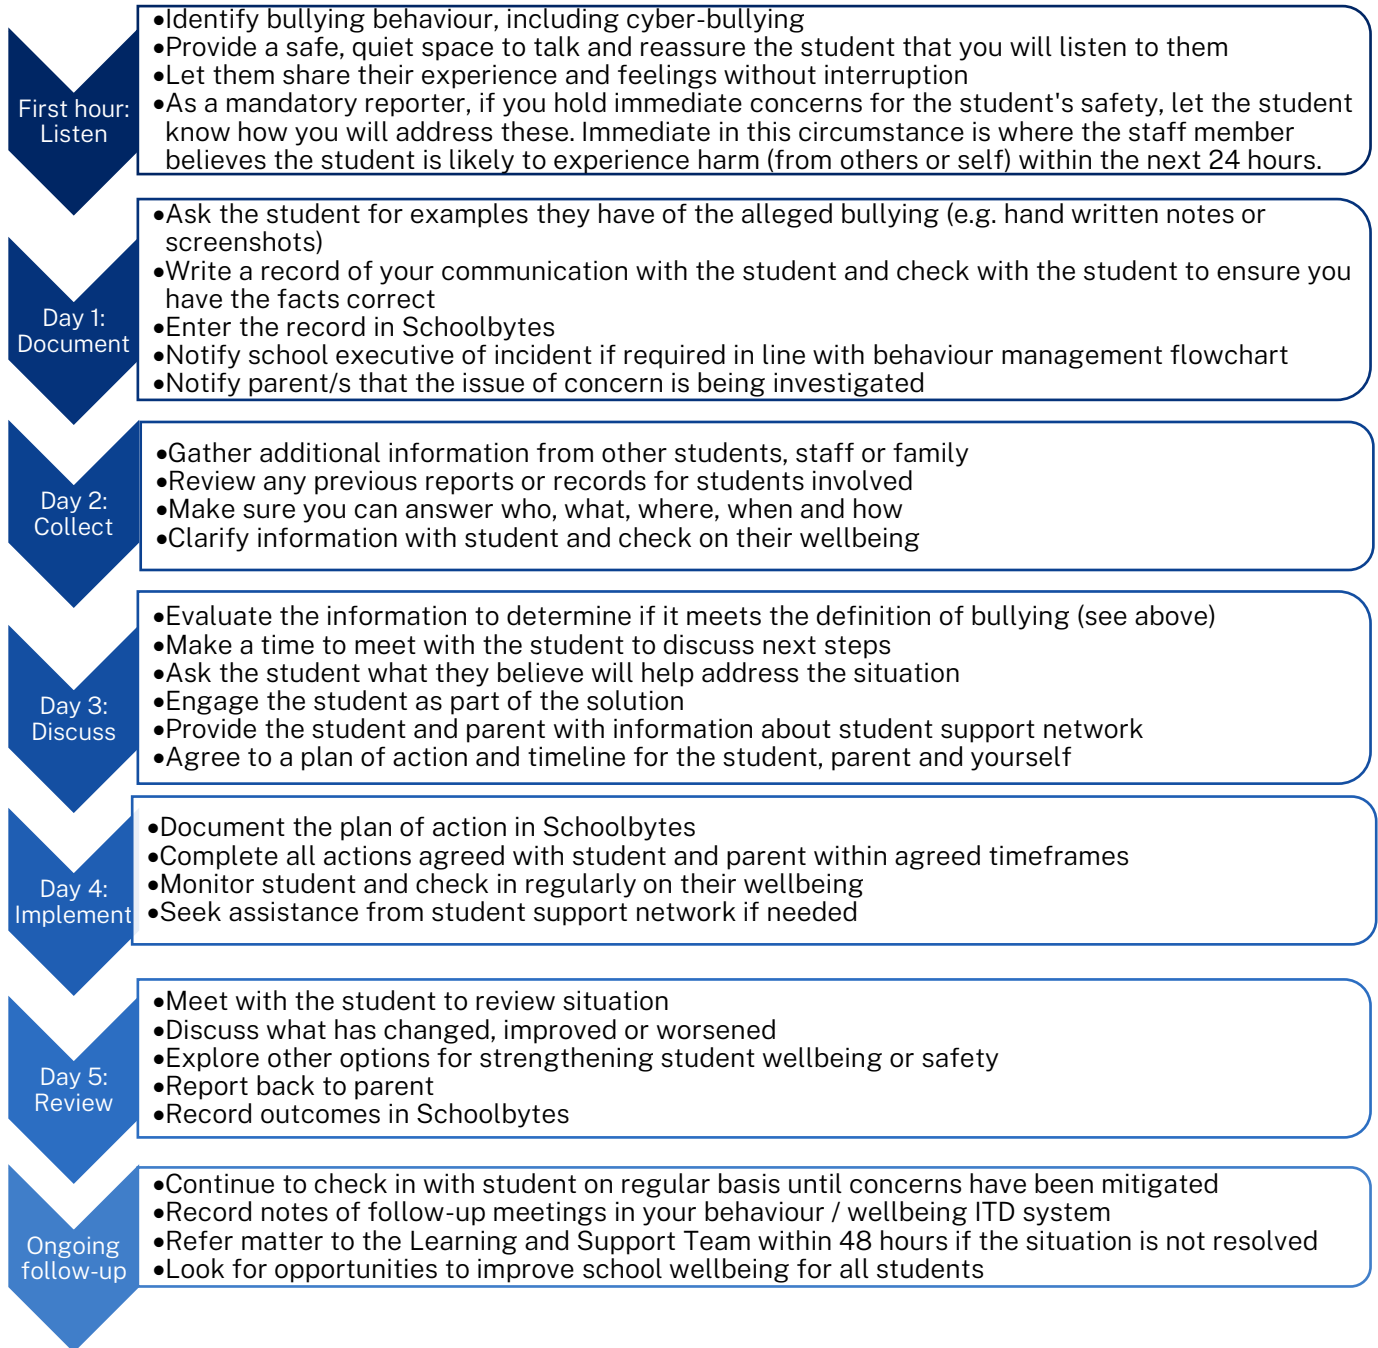 First hour:
Listen
•Identify bullying behaviour, including cyber-bullying
•Provide a safe, quiet space to talk and reassure the student that you will listen to them
•Let them share their experience and feelings without interruption
•As a mandatory reporter, if you hold immediate concerns for the student's safety, let the student
know how you will address these. Immediate in this circumstance is where the staff member
believes the student is likely to experience harm (from others or self) within the next 24 hours.
Day 1:
Document
•Ask the student for examples they have of the alleged bullying (e.g. hand written notes or
screenshots)
•Write a record of your communication with the student and check with the student to ensure you
have the facts correct
•Enter the record in Schoolbytes
•Notify school executive of incident if required in line with behaviour management flowchart
•Notify parent/s that the issue of concern is being investigated
Day 2:
Collect
•Gather additional information from other students, staff or family
•Review any previous reports or records for students involved
•Make sure you can answer who, what, where, when and how
•Clarify information with student and check on their wellbeing
Day 3:
Discuss
•Evaluate the information to determine if it meets the definition of bullying (see above)
•Make a time to meet with the student to discuss next steps
•Ask the student what they believe will help address the situation
•Engage the student as part of the solution
•Provide the student and parent with information about student support network
•Agree to a plan of action and timeline for the student, parent and yourself
Day 4:
Implement
•Document the plan of action in Schoolbytes
•Complete all actions agreed with student and parent within agreed timeframes
•Monitor student and check in regularly on their wellbeing
•Seek assistance from student support network if needed
Day 5:
Review
•Meet with the student to review situation
•Discuss what has changed, improved or worsened
•Explore other options for strengthening student wellbeing or safety
•Report back to parent
•Record outcomes in Schoolbytes
Ongoing
follow-up
•Continue to check in with student on regular basis until concerns have been mitigated
•Record notes of follow-up meetings in your behaviour / wellbeing ITD system
•Refer matter to the Learning and Support Team within 48 hours if the situation is not resolved
•Look for opportunities to improve school wellbeing for all students